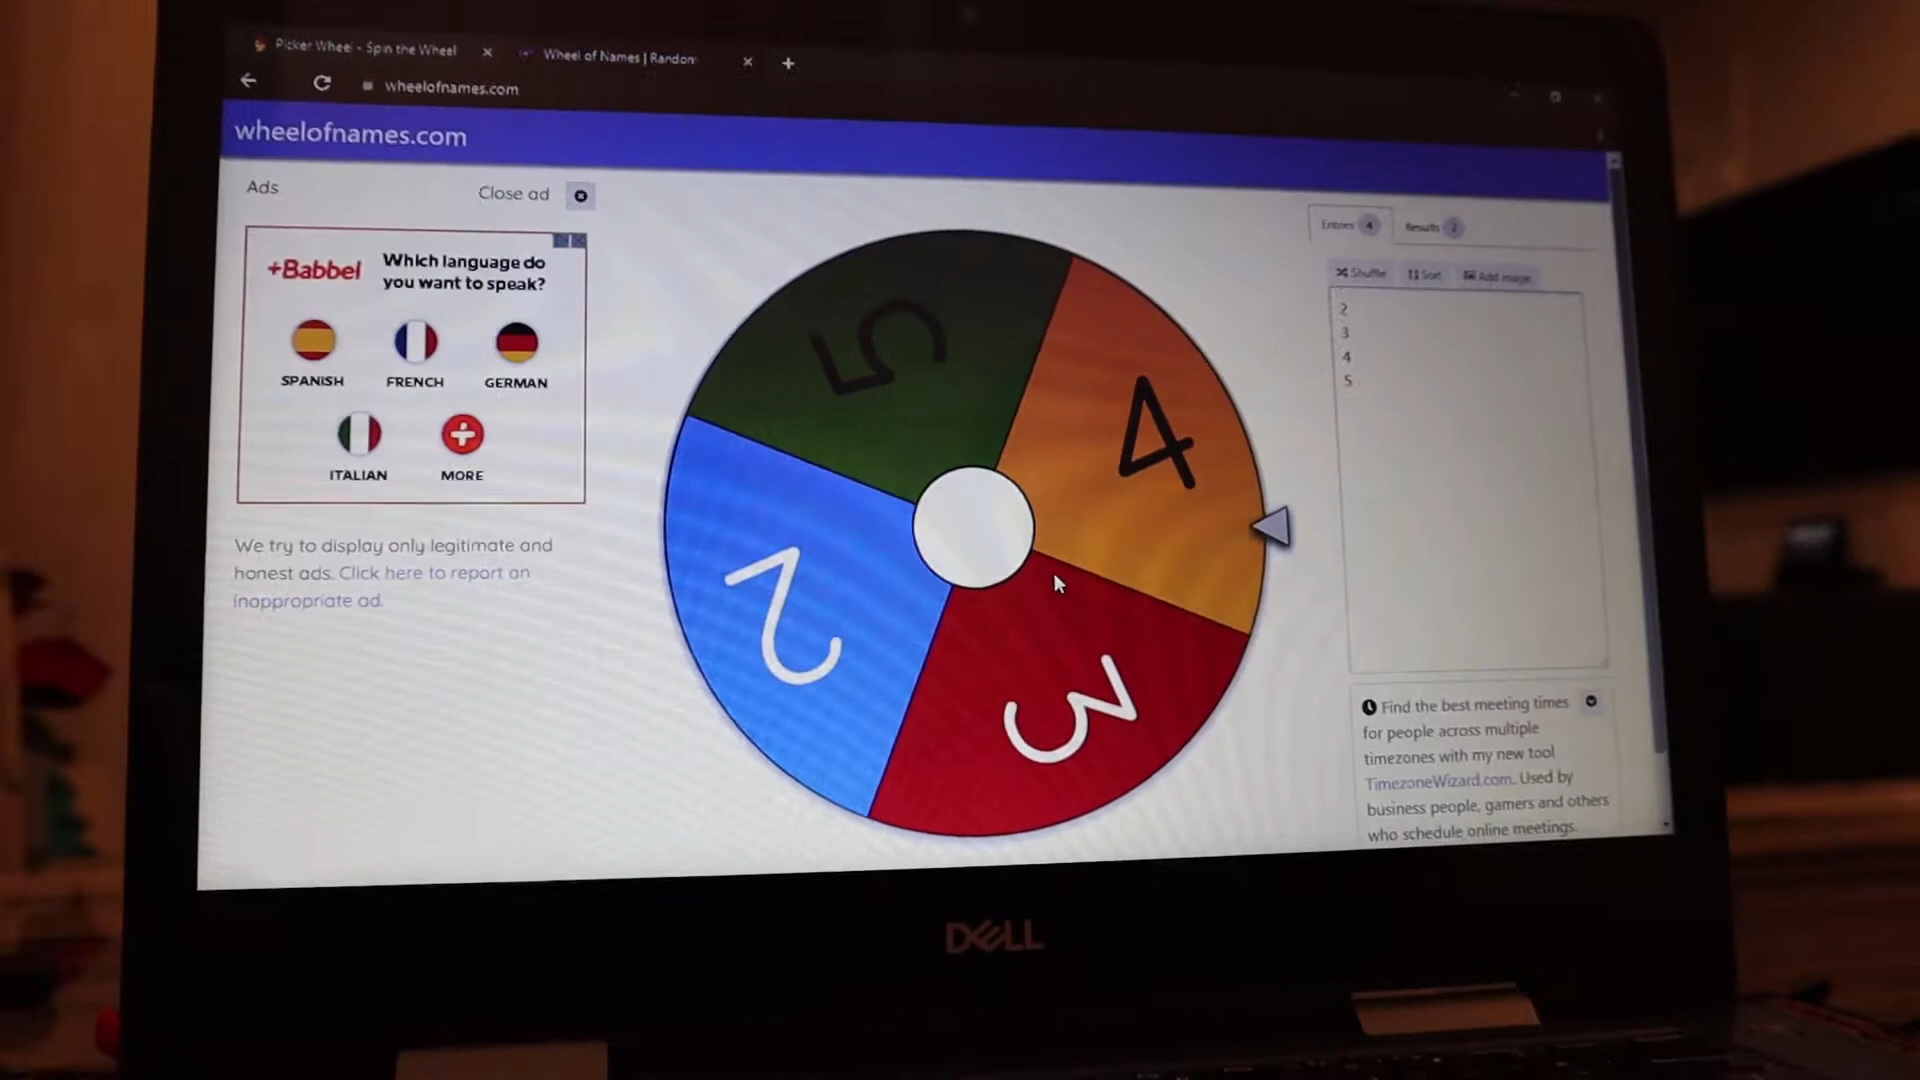 Picker Wheel - Spin the Wheel
Wheel of Names | Random
wheelofnames.com
wheelofnames.com
Ads
Close ad
+Babbel
Which language do
you want to speak?
SPANISH
FRENCH
GERMAN
ITALIAN
MORE
We try to display only legitimate and
honest ads. Click here to report an
inappropriate ad.
5
4
2
3
Entries 4
Results 2
Shuffle
Sort
Add image
2
3
4
5
Find the best meeting times
for people across multiple
timezones with my new tool
TimezoneWizard.com. Used by
business people, gamers and others
who schedule online meetings.
DELL